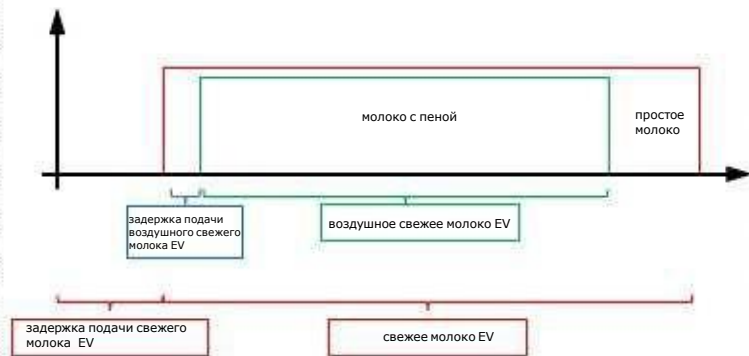 молоко с пеной
простое
молоко
задержка подачи
воздушного свежего
молока EV
воздушное свежее молоко EV
задержка подачи свежего
молока EV
свежее молоко EV